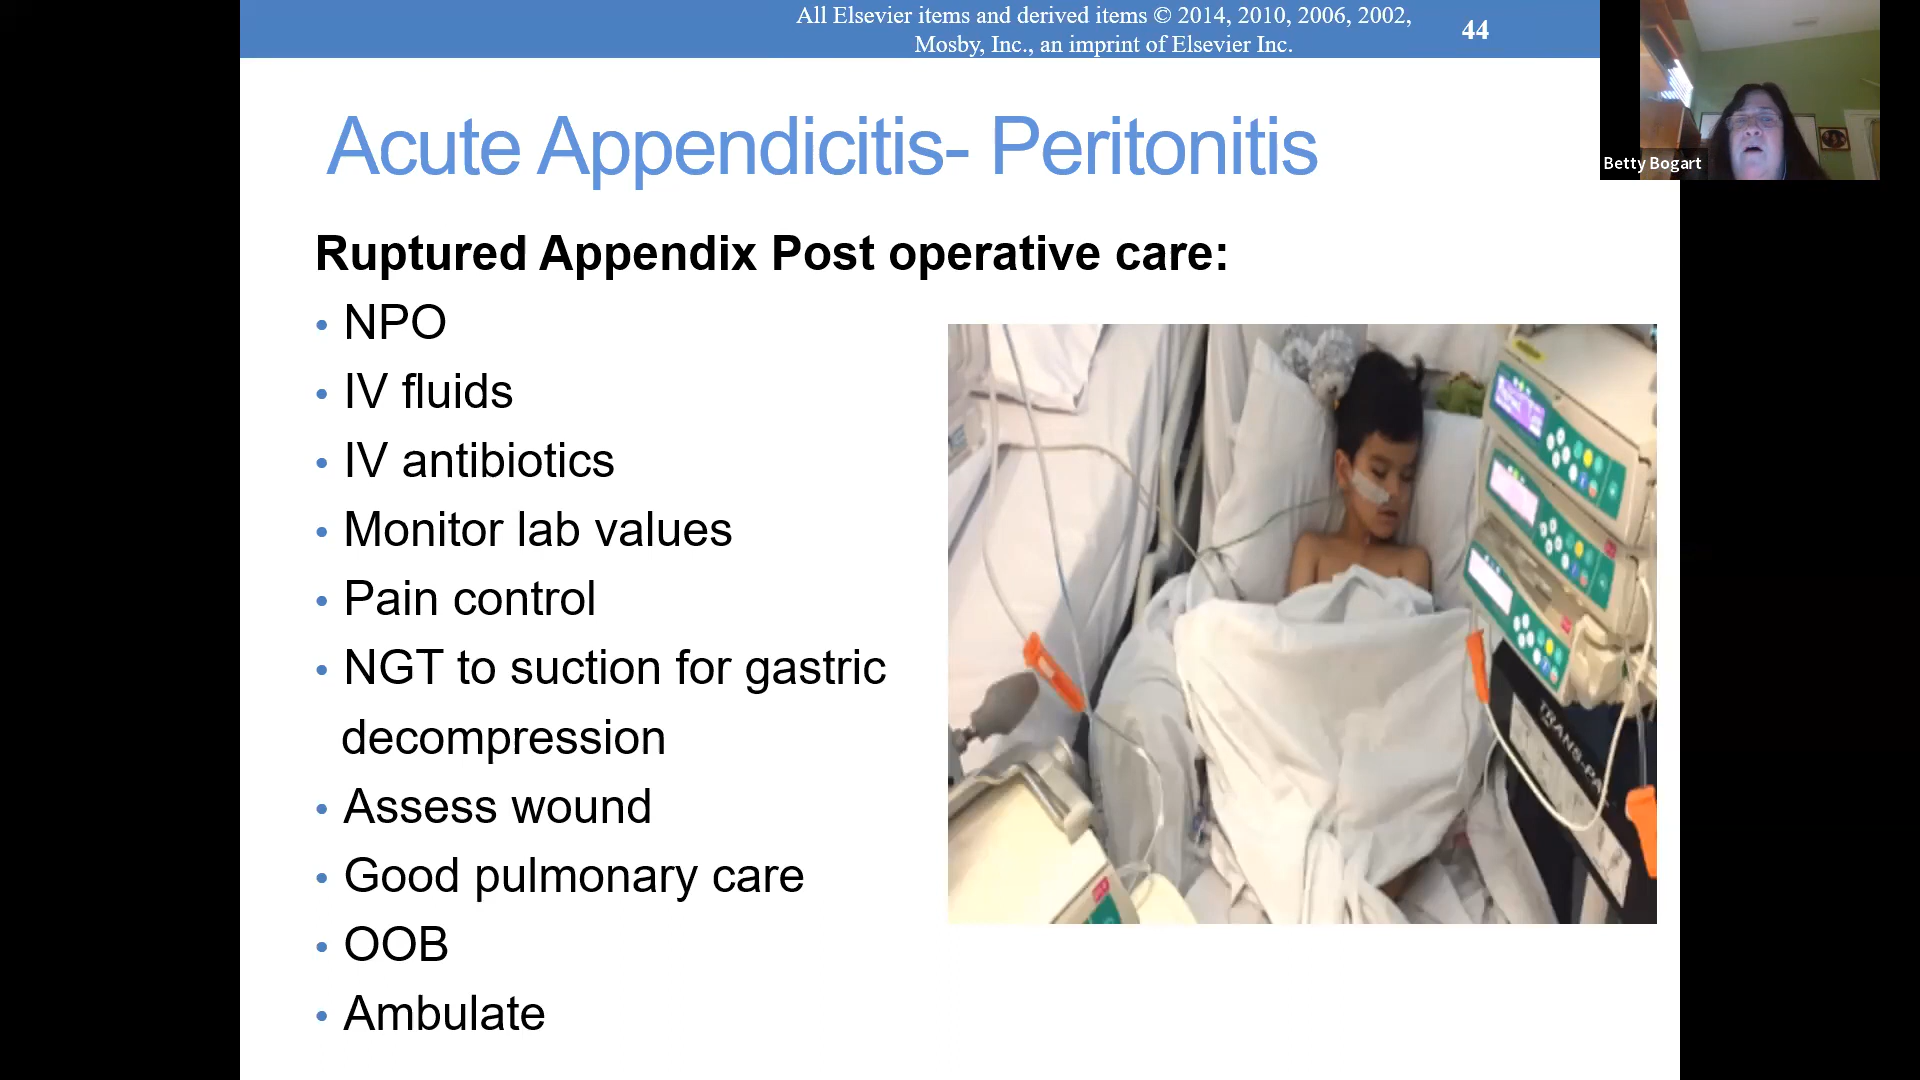 All Elsevier items and derived items © 2014, 2010, 2006, 2002,
Mosby, Inc., an imprint of Elsevier Inc.
44
Betty Bogart
Acute Appendicitis- Peritonitis
Ruptured Appendix Post operative care:
• NPO
• IV fluids
• IV antibiotics
• Monitor lab values
• Pain control
• NGT to suction for gastric
decompression
• Assess wound
• Good pulmonary care
• OOB
• Ambulate